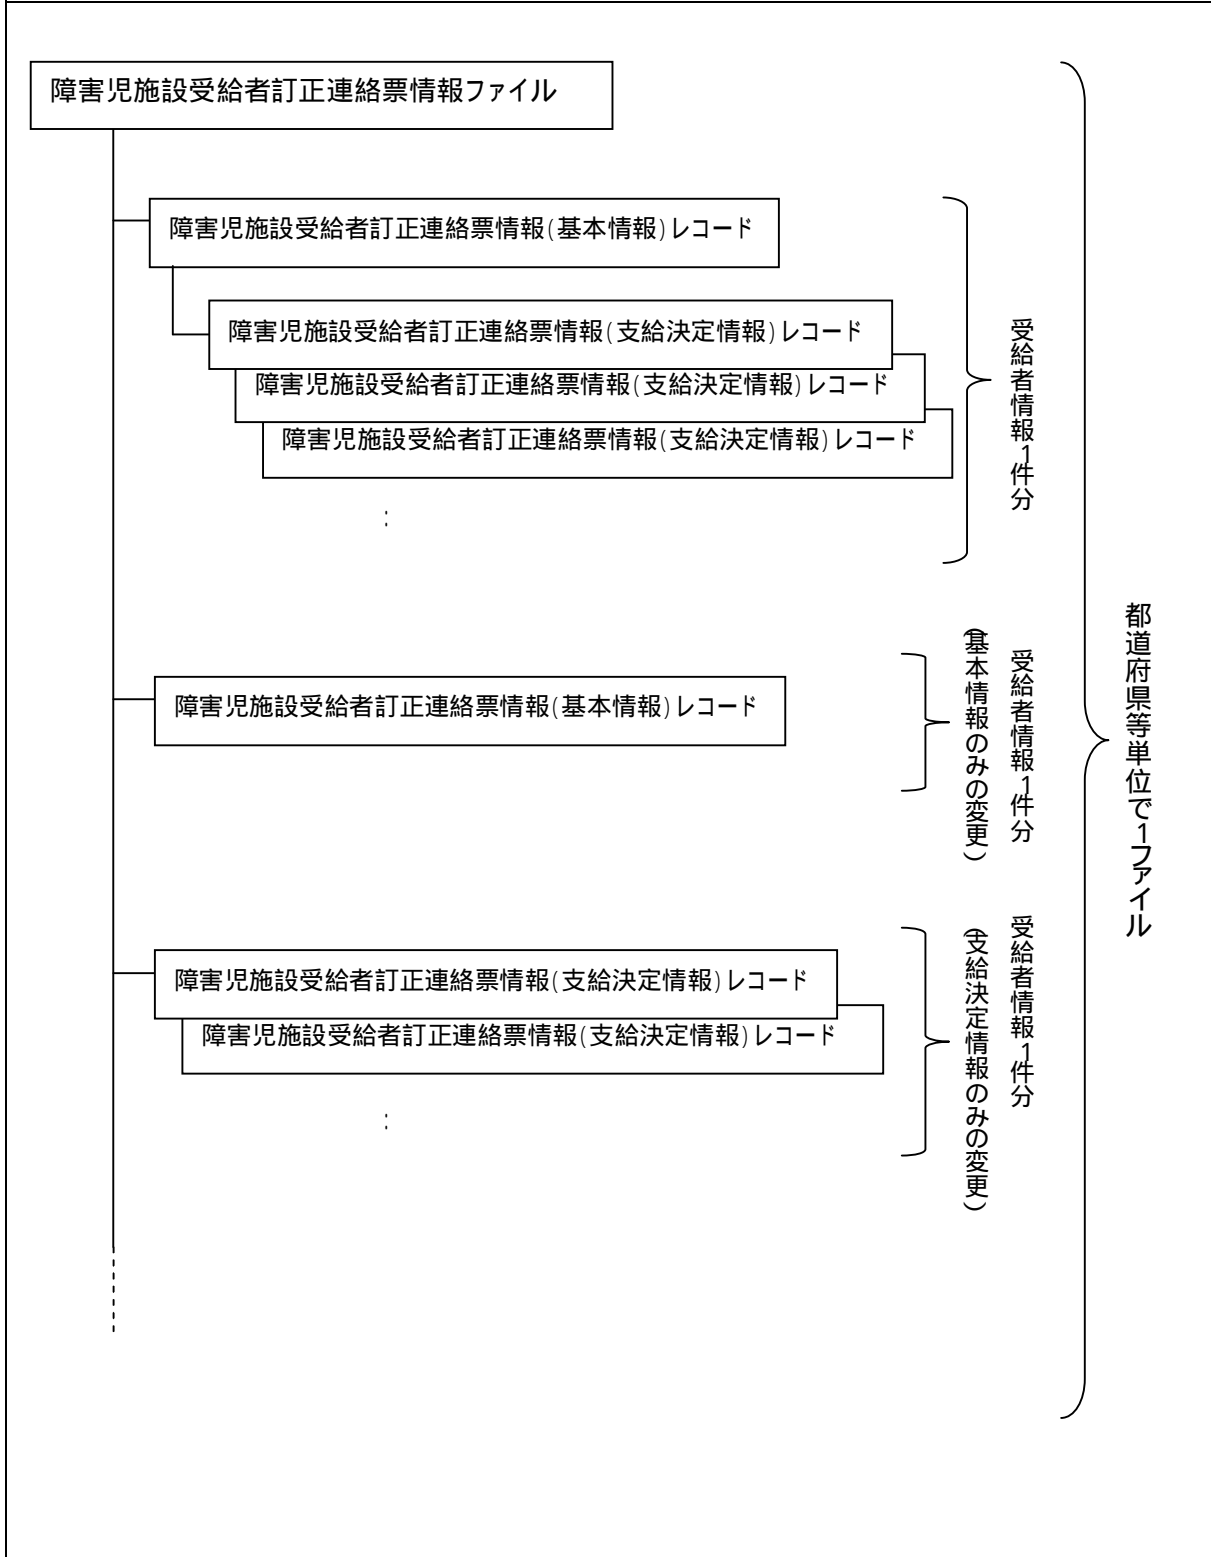 障害児施設受給者訂正連絡票情報ファイル
障害児施設受給者訂正連絡票情報(基本情報)レコード
障害児施設受給者訂正連絡票情報(支給決定情報)レコード
障害児施設受給者訂正連絡票情報(支給決定情報)レコード
障害児施設受給者訂正連絡票情報(支給決定情報)レコード
:
受給者情報1件分
障害児施設受給者訂正連絡票情報(基本情報)レコード
受給者情報1件分
(基本情報のみの変更)
障害児施設受給者訂正連絡票情報(支給決定情報)レコード
障害児施設受給者訂正連絡票情報(支給決定情報)レコード
:
受給者情報1件分
(支給決定情報のみの変更)
都道府県等単位で1ファイル